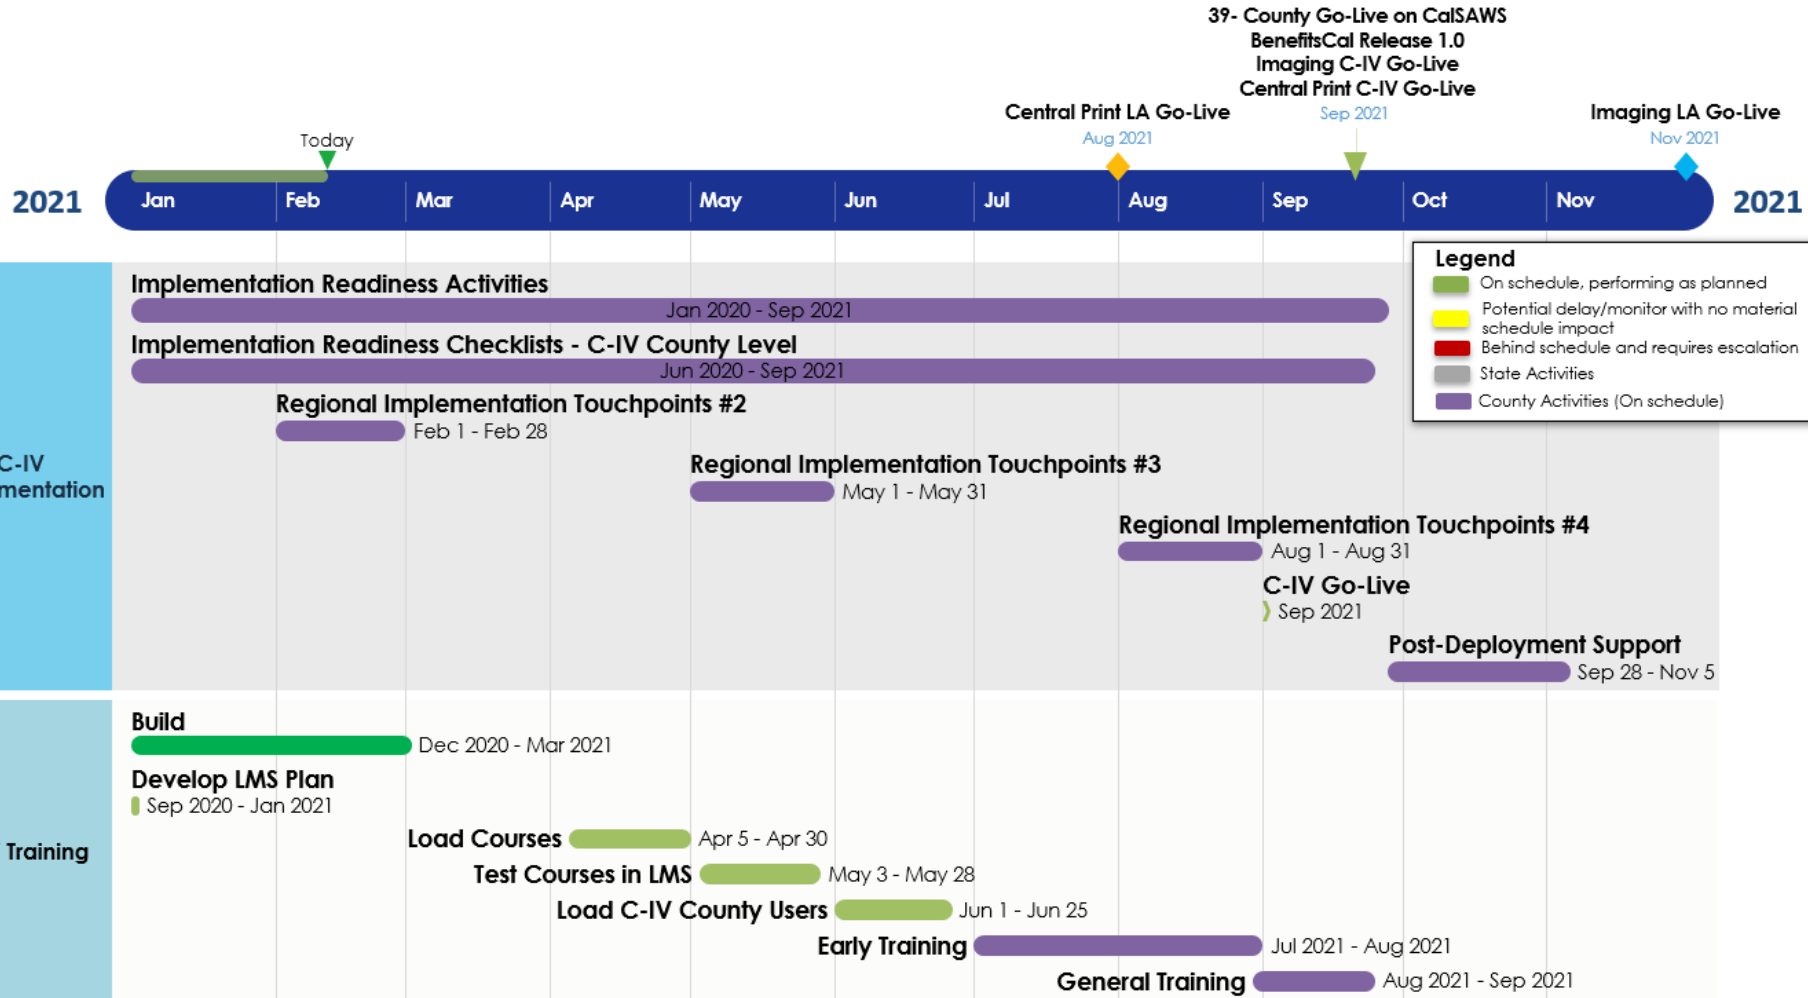 39- County Go-Live on CalSAWS
BenefitsCal Release 1.0
Imaging C-IV Go-Live
Central Print C-IV Go-Live
Sep 2021
Central Print LA Go-Live
Aug 2021
Imaging LA Go-Live
Nov 2021
Today
2021
Jan
Feb
Mar
Apr
May
Jun
Jul
Aug
Sep
Oct
Nov
2021
Legend
On schedule, performing as planned
Potential delay/monitor with no material
schedule impact
Behind schedule and requires escalation
State Activities
County Activities (On schedule)
C-IV
mentation
Implementation Readiness Activities
Jan 2020 - Sep 2021
Implementation Readiness Checklists - C-IV County Level
Jun 2020 - Sep 2021
Regional Implementation Touchpoints #2
Feb 1 - Feb 28
Regional Implementation Touchpoints #3
May 1 - May 31
Regional Implementation Touchpoints #4
Aug 1 - Aug 31
C-IV Go-Live
Sep 2021
Post-Deployment Support
Sep 28 - Nov 5
Training
Build
Dec 2020 - Mar 2021
Develop LMS Plan
Sep 2020 - Jan 2021
Load Courses
Apr 5 - Apr 30
Test Courses in LMS
May 3 - May 28
Load C-IV County Users
Jun 1 - Jun 25
Early Training
Jul 2021 - Aug 2021
General Training
Aug 2021 - Sep 2021